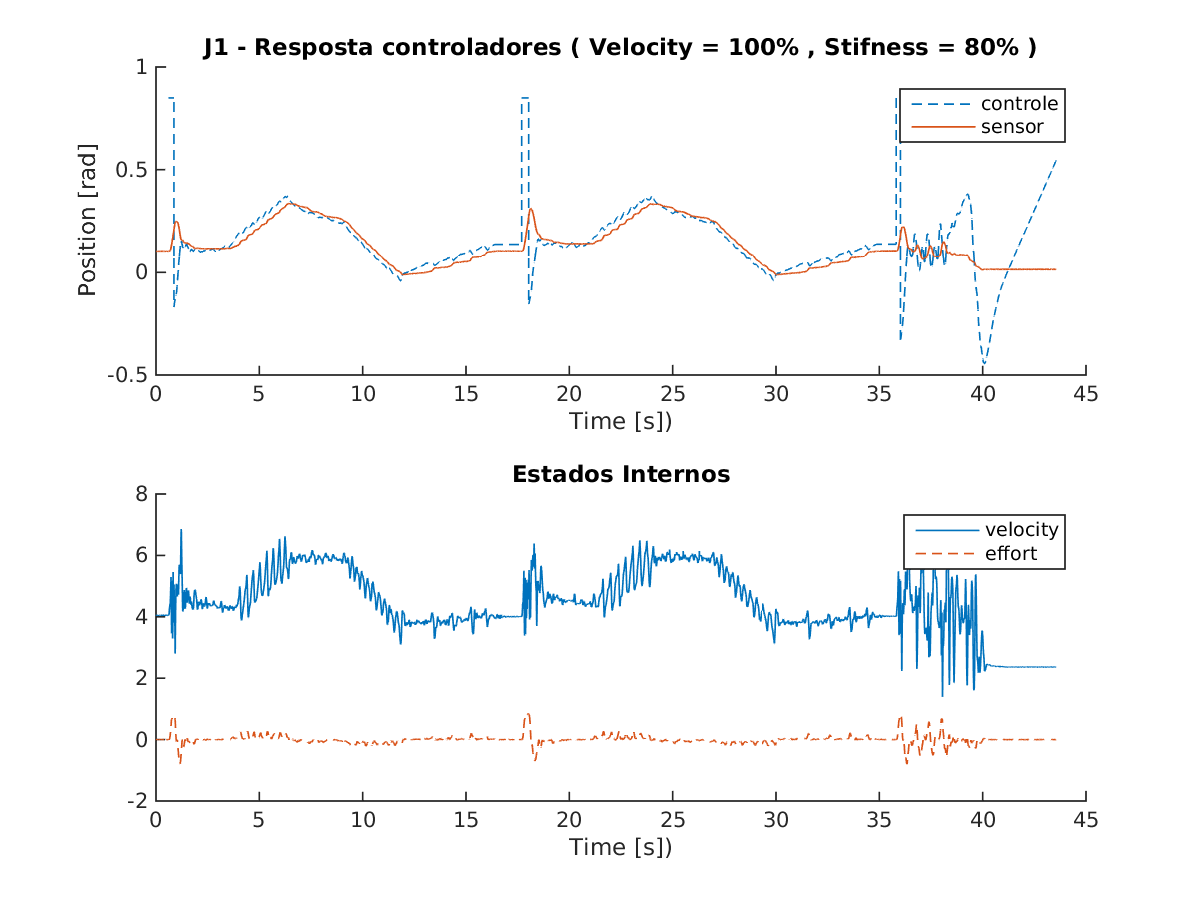 J1 - Resposta controladores ( Velocity = 100% , Stifness = 80% )
Position [rad]
1
0.5
0
-0.5
controle
sensor
0 5 10 15 20 25 30 35 40 45
Time [s])
Estados Internos
8
6
4
2
0
-2
velocity
effort
0 5 10 15 20 25 30 35 40 45
Time [s])